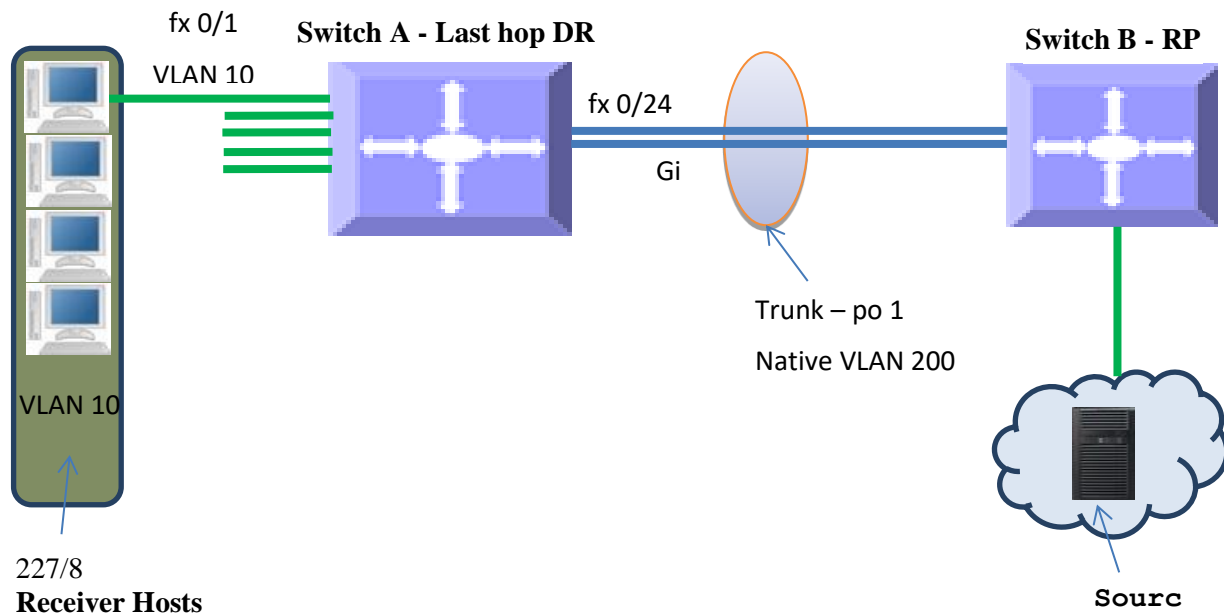 fx 0/1
Switch A - Last hop DR
Switch B - RP
VLAN 10
fx 0/24
Gi
Trunk – po 1
Native VLAN 200
VLAN 10
227/8
Receiver Hosts
Sourc